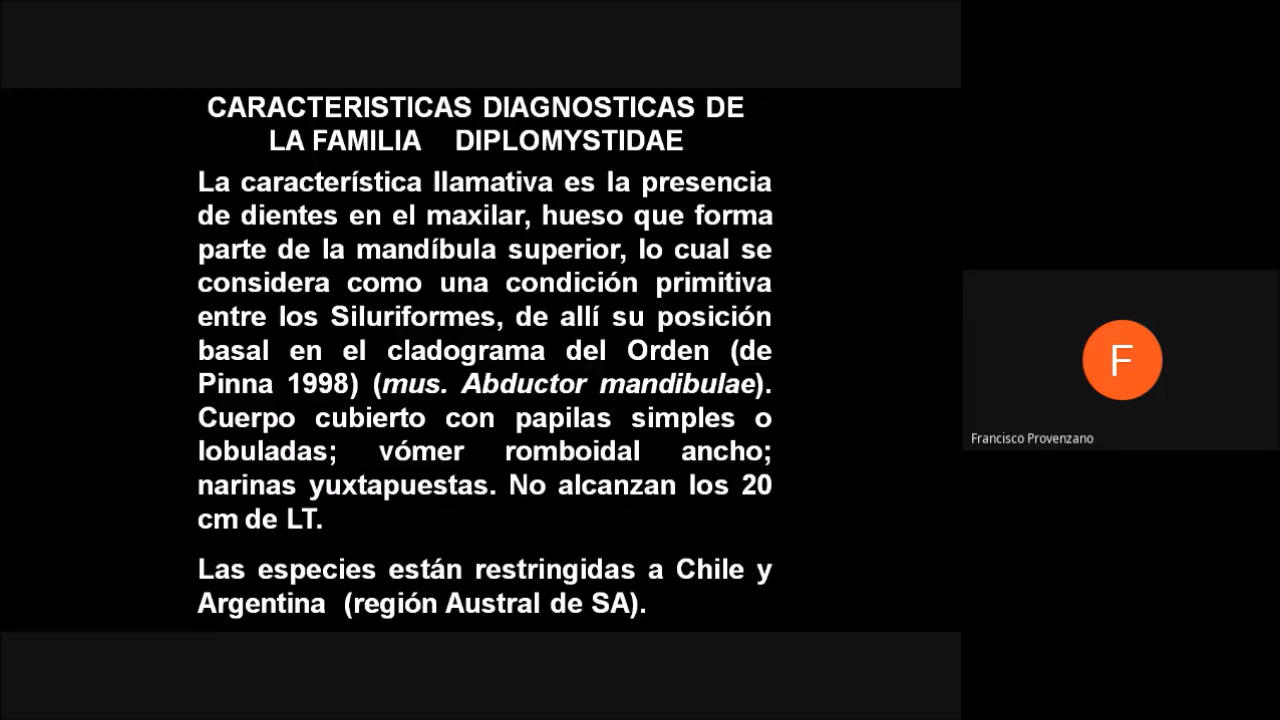 CARACTERISTICAS DIAGNOSTICAS DE
LA FAMILIA DIPLOMYSTIDAE
La característica llamativa es la presencia
de dientes en el maxilar, hueso que forma
parte de la mandíbula superior, lo cual se
considera como una condición primitiva
entre los Siluriformes, de allí su posición
basal en el cladograma del Orden (de
Pinna 1998) (mus. Abductor mandibulae).
Cuerpo cubierto con papilas simples o
lobuladas; vómer romboidal ancho;
narinas yuxtapuestas. No alcanzan los 20
cm de LT.
Las especies están restringidas a Chile y
Argentina (región Austral de SA).
F
Francisco Provenzano